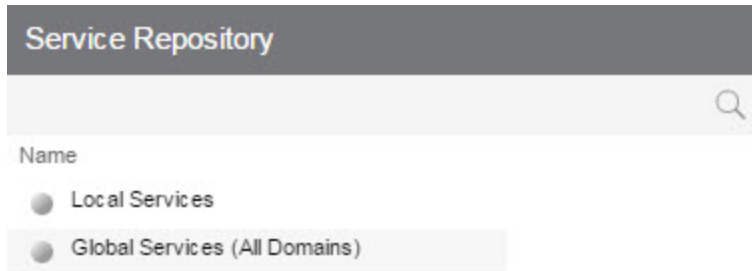 Service Repository
Name
Local Services
Global Services (All Domains)